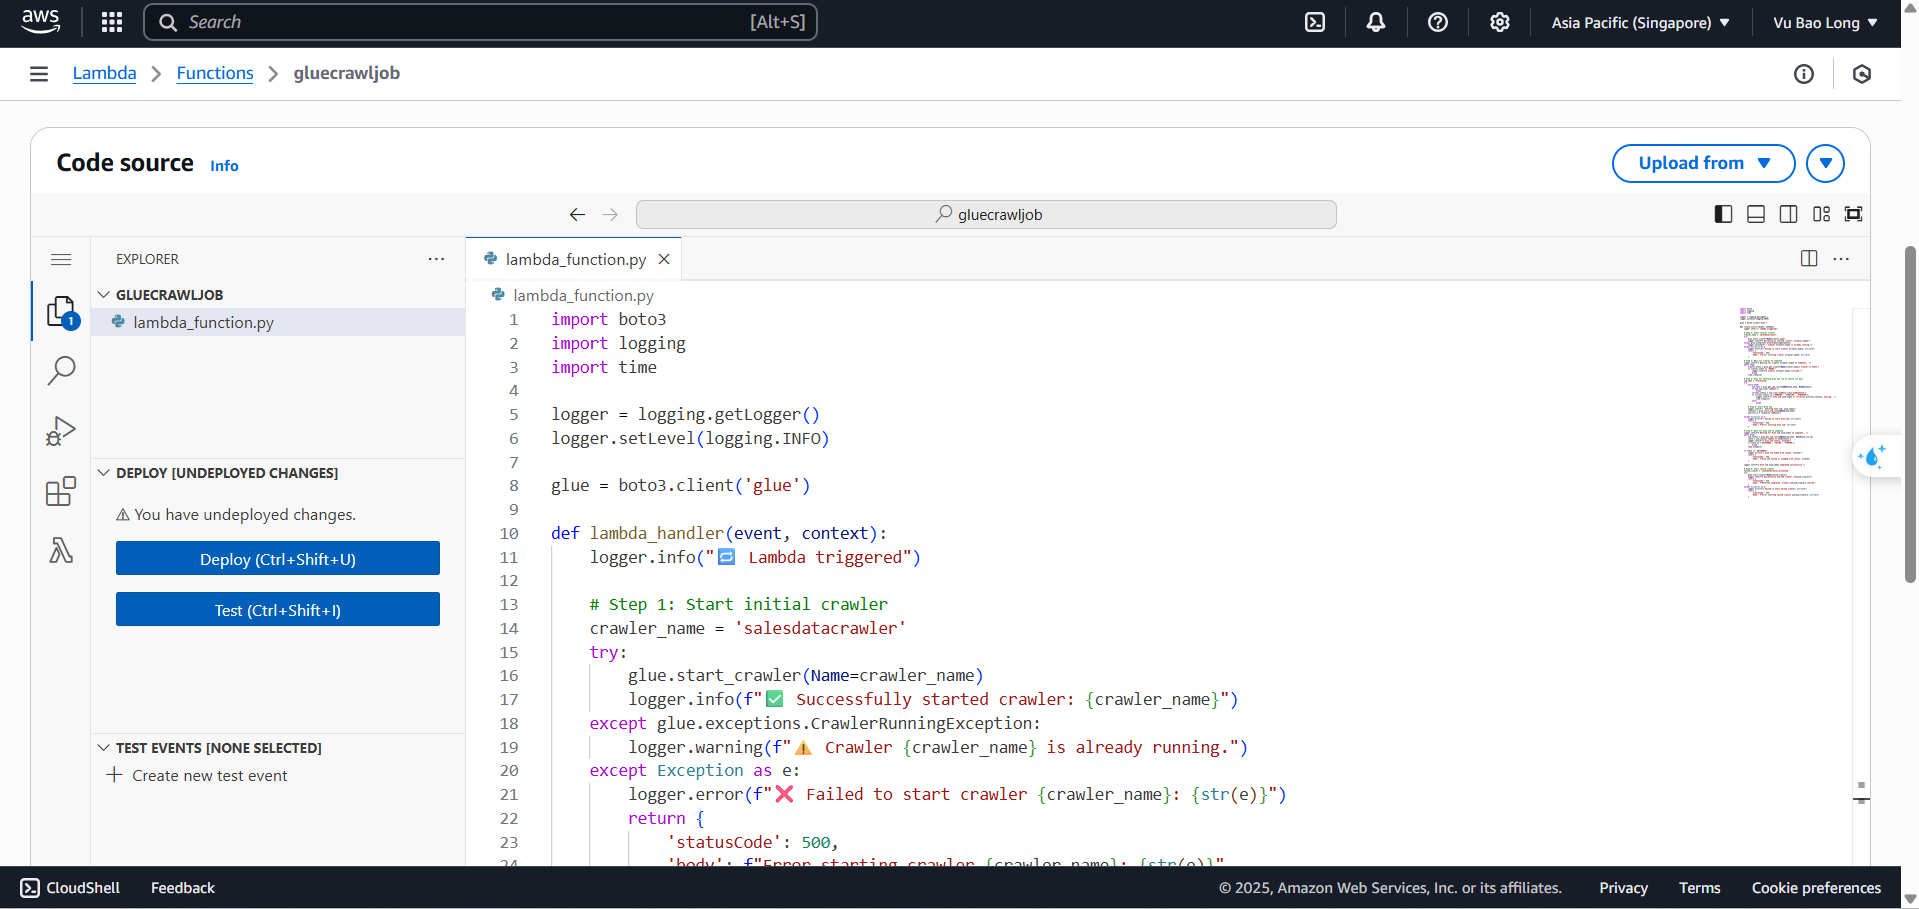 aws
Search [Alt+S]
Asia Pacific (Singapore)
Vu Bao Long
Lambda
Functions
gluecrawljob
Code source
Info
Upload from
gluecrawljob
EXPLORER
GLUECRAWLJOB
lambda_function.py
1
DEPLOY [UNDEPLOYED CHANGES]
You have undeployed changes.
Deploy (Ctrl+Shift+U)
Test (Ctrl+Shift+I)
TEST EVENTS [NONE SELECTED]
Create new test event
lambda_function.py
lambda_function.py
1 import boto3
2 import logging
3 import time
4
5 logger = logging.getLogger()
6 logger.setLevel(logging.INFO)
7
8 glue = boto3.client('glue')
9
10 def lambda_handler(event, context):
11 logger.info("🔁 Lambda triggered")
12
13 # Step 1: Start initial crawler
14 crawler_name = 'salesdatacrawler'
15 try:
16 glue.start_crawler(Name=crawler_name)
17 logger.info(f"✅ Successfully started crawler: {crawler_name}")
18 except glue.exceptions.CrawlerRunningException:
19 logger.warning(f"⚠️ Crawler {crawler_name} is already running.")
20 except Exception as e:
21 logger.error(f"❌ Failed to start crawler {crawler_name}: {str(e)}")
22 return {
23 'statusCode': 500,
24 'body': f"Error starting crawler {crawler_name}: {str(e)}"
CloudShell
Feedback
© 2025, Amazon Web Services, Inc. or its affiliates.
Privacy
Terms
Cookie preferences